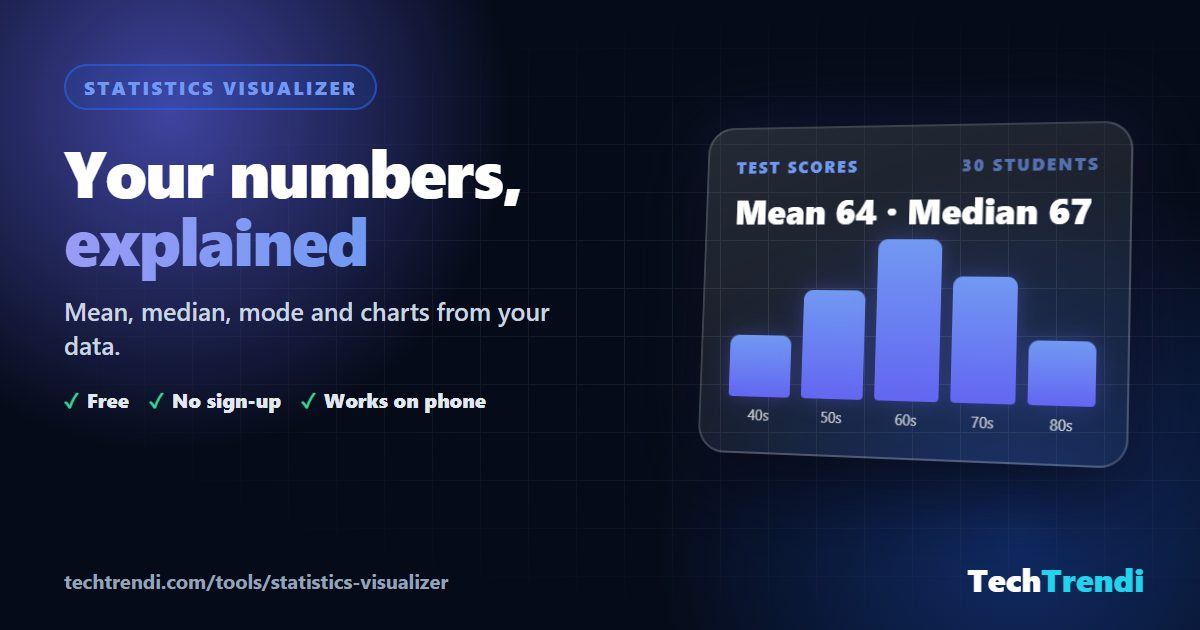 STATISTICS VISUALIZER
Your numbers,
explained
Mean, median, mode and charts from your
data.
✓ Free ✓ No sign-up ✓ Works on phone
TEST SCORES 30 STUDENTS
Mean 64 · Median 67
40s 50s 60s 70s 80s
techtrendi.com/tools/statistics-visualizer
TechTrendi